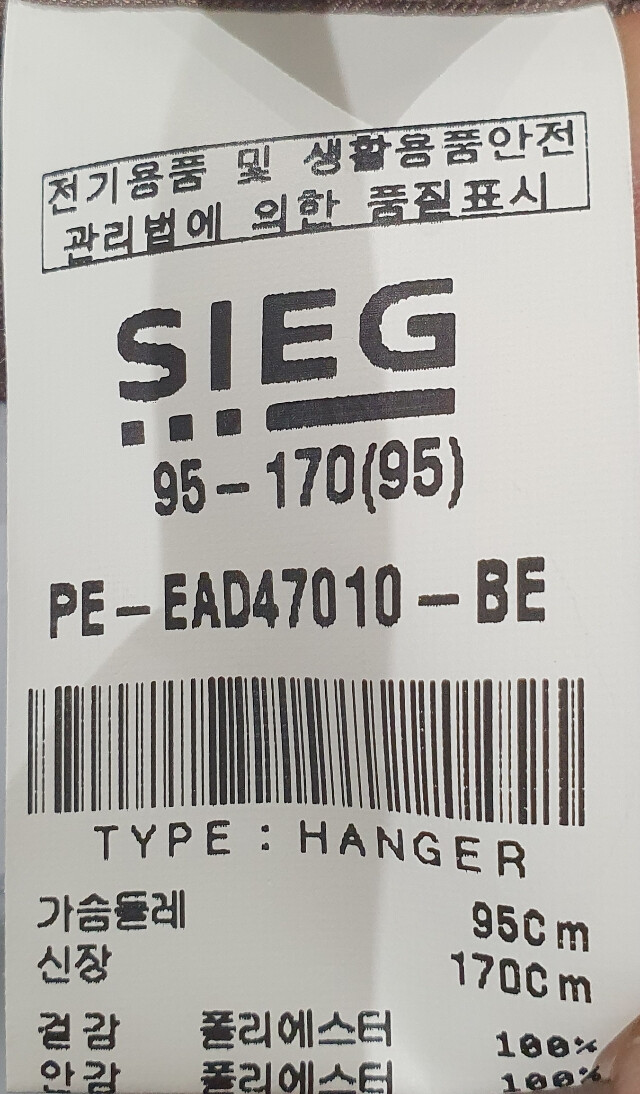 전기용품 및 생활용품안전
관리법에 의한 품질표시
SIEG
95-170(95)
PE-EAD47010-BE
TYPE : HANGER
가슴둘레 95Cm
신장 170Cm
겉감 폴리에스터 100%
안감 폴리에스터 100%